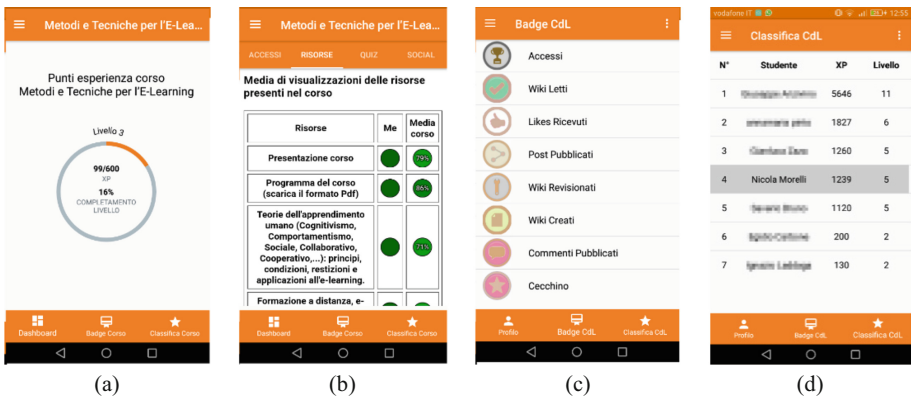 Metodi e Tecniche per l'E-Lea...
Punti esperienza corso
Metodi e Tecniche per l'E-Learning
Livello 3
99/600
XP
16%
COMPLETAMENTO
LIVELLO
Dashboard
Badge Corso
Classifica Corso
(a)
Metodi e Tecniche per l'E-Lea...
ACCESSI RISORSE QUIZ SOCIAL
Media di visualizzazioni delle risorse
presenti nel corso
Risorse Me Media
corso
Presentazione corso 79%
Programma del corso
(scarica il formato Pdf) 86%
Teorie dell'apprendimento
umano (Cognitivismo,
Comportamentismo,
Sociale, Collaborativo,
Cooperativo,...): principi,
condizioni, restizioni e
applicazioni all'e-learning. 71%
Formazione a distanza, e-
Dashboard
Badge Corso
Classifica Corso
(b)
Badge CdL
Accessi
Wiki Letti
Likes Ricevuti
Post Pubblicati
Wiki Revisionati
Wiki Creati
Commenti Pubblicati
Cecchino
Profilo
Badge CdL
Classifica CdL
(c)
vodafone IT 12:55
Classifica CdL
N° Studente XP Livello
1 5646 11
2 1827 6
3 1260 5
4 Nicola Morelli 1239 5
5 1120 5
6 200 2
7 130 2
Profilo
Badge CdL
Classifica CdL
(d)